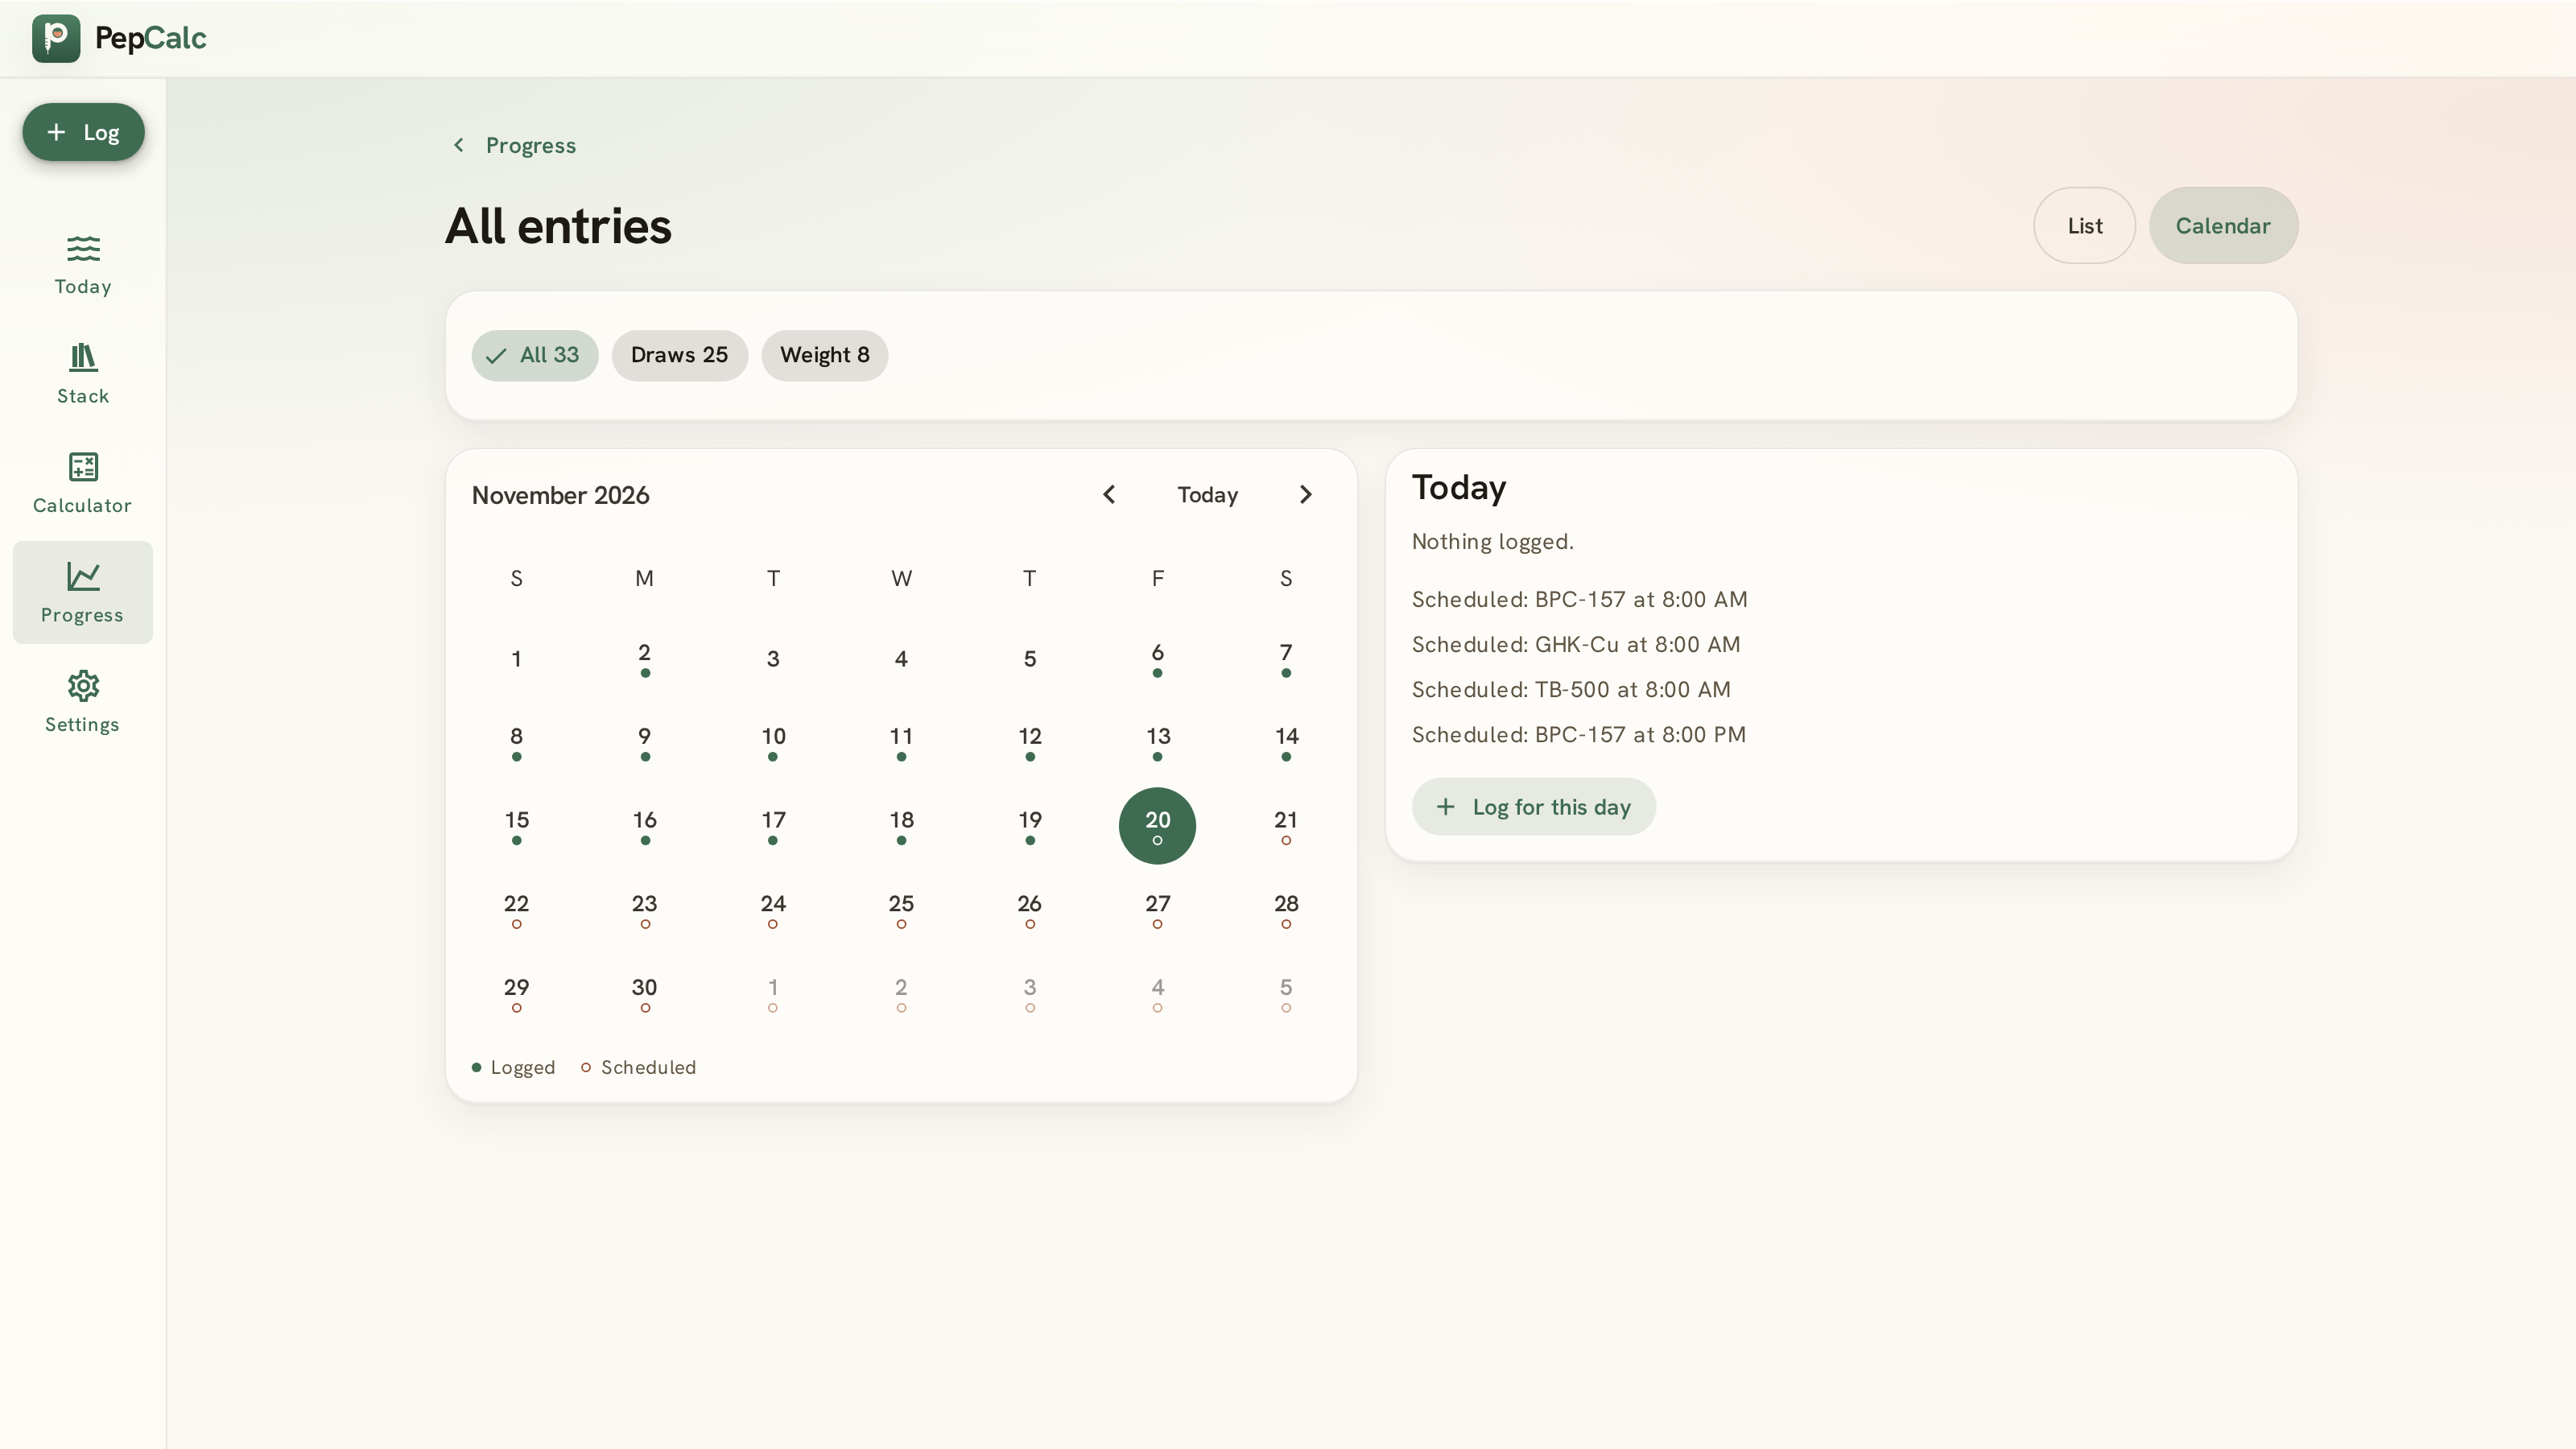 PepCalc
+ Log
Today
Stack
Calculator
Progress
Settings
Progress
All entries
List
Calendar
All 33
Draws 25
Weight 8
November 2026
Today
S M T W T F S
1 2 3 4 5 6 7
8 9 10 11 12 13 14
15 16 17 18 19 20 21
22 23 24 25 26 27 28
29 30 1 2 3 4 5
Logged
Scheduled
Today
Nothing logged.
Scheduled: BPC-157 at 8:00 AM
Scheduled: GHK-Cu at 8:00 AM
Scheduled: TB-500 at 8:00 AM
Scheduled: BPC-157 at 8:00 PM
+ Log for this day